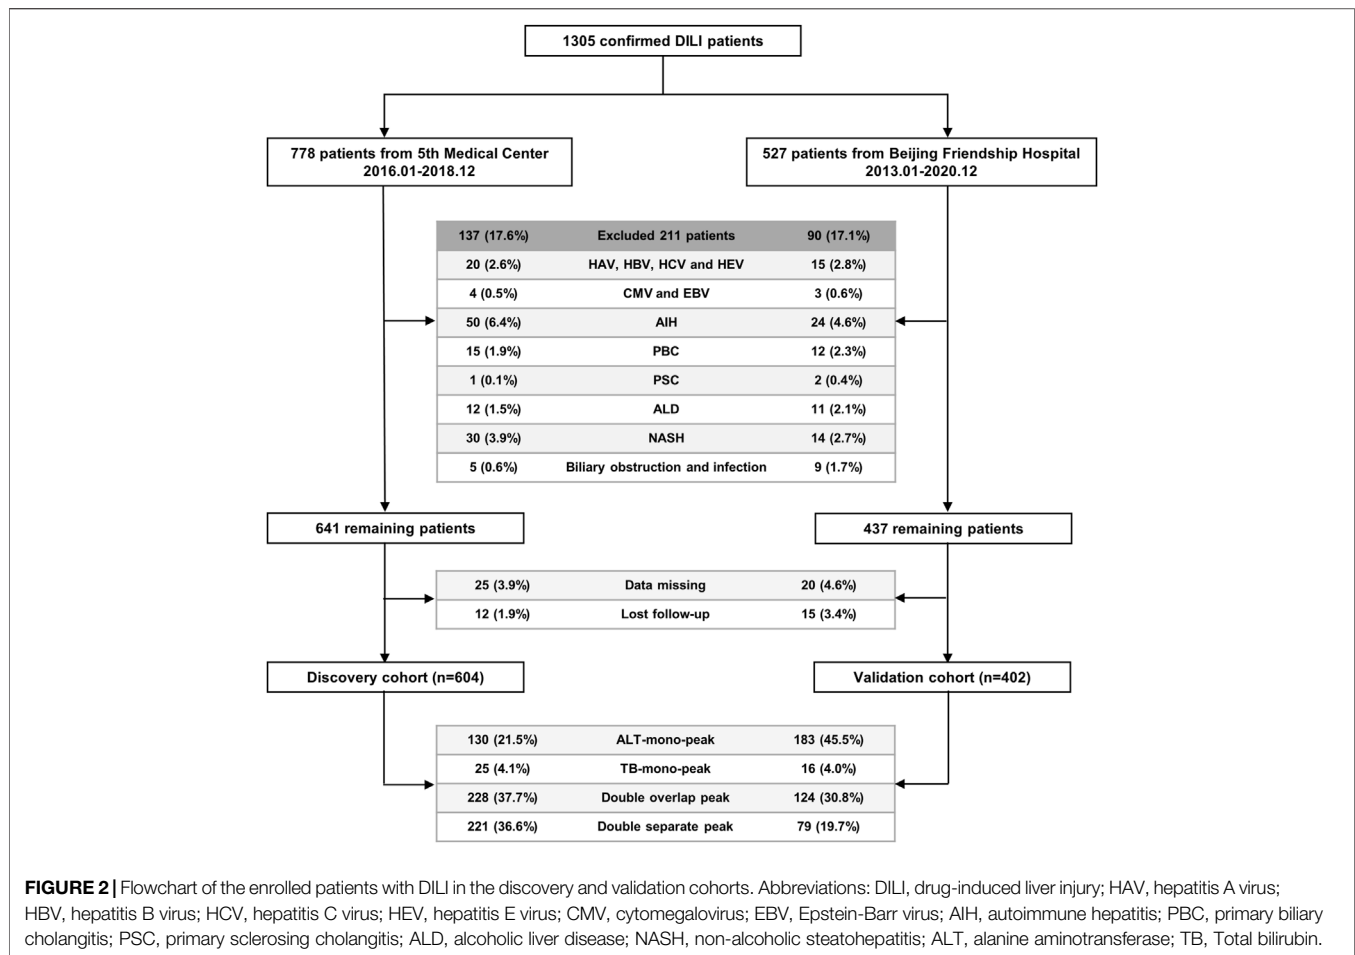 1305 confirmed DILI patients
778 patients from 5th Medical Center
2016.01-2018.12
527 patients from Beijing Friendship Hospital
2013.01-2020.12
137 (17.6%) Excluded 211 patients 90 (17.1%)
20 (2.6%) HAV, HBV, HCV and HEV 15 (2.8%)
4 (0.5%) CMV and EBV 3 (0.6%)
50 (6.4%) AIH 24 (4.6%)
15 (1.9%) PBC 12 (2.3%)
1 (0.1%) PSC 2 (0.4%)
12 (1.5%) ALD 11 (2.1%)
30 (3.9%) NASH 14 (2.7%)
5 (0.6%) Biliary obstruction and infection 9 (1.7%)
641 remaining patients
437 remaining patients
25 (3.9%) Data missing 20 (4.6%)
12 (1.9%) Lost follow-up 15 (3.4%)
Discovery cohort (n=604)
Validation cohort (n=402)
130 (21.5%) ALT-mono-peak 183 (45.5%)
25 (4.1%) TB-mono-peak 16 (4.0%)
228 (37.7%) Double overlap peak 124 (30.8%)
221 (36.6%) Double separate peak 79 (19.7%)
FIGURE 2 | Flowchart of the enrolled patients with DILI in the discovery and validation cohorts. Abbreviations: DILI, drug-induced liver injury; HAV, hepatitis A virus;
HBV, hepatitis B virus; HCV, hepatitis C virus; HEV, hepatitis E virus; CMV, cytomegalovirus; EBV, Epstein-Barr virus; AIH, autoimmune hepatitis; PBC, primary biliary
cholangitis; PSC, primary sclerosing cholangitis; ALD, alcoholic liver disease; NASH, non-alcoholic steatohepatitis; ALT, alanine aminotransferase; TB, Total bilirubin.